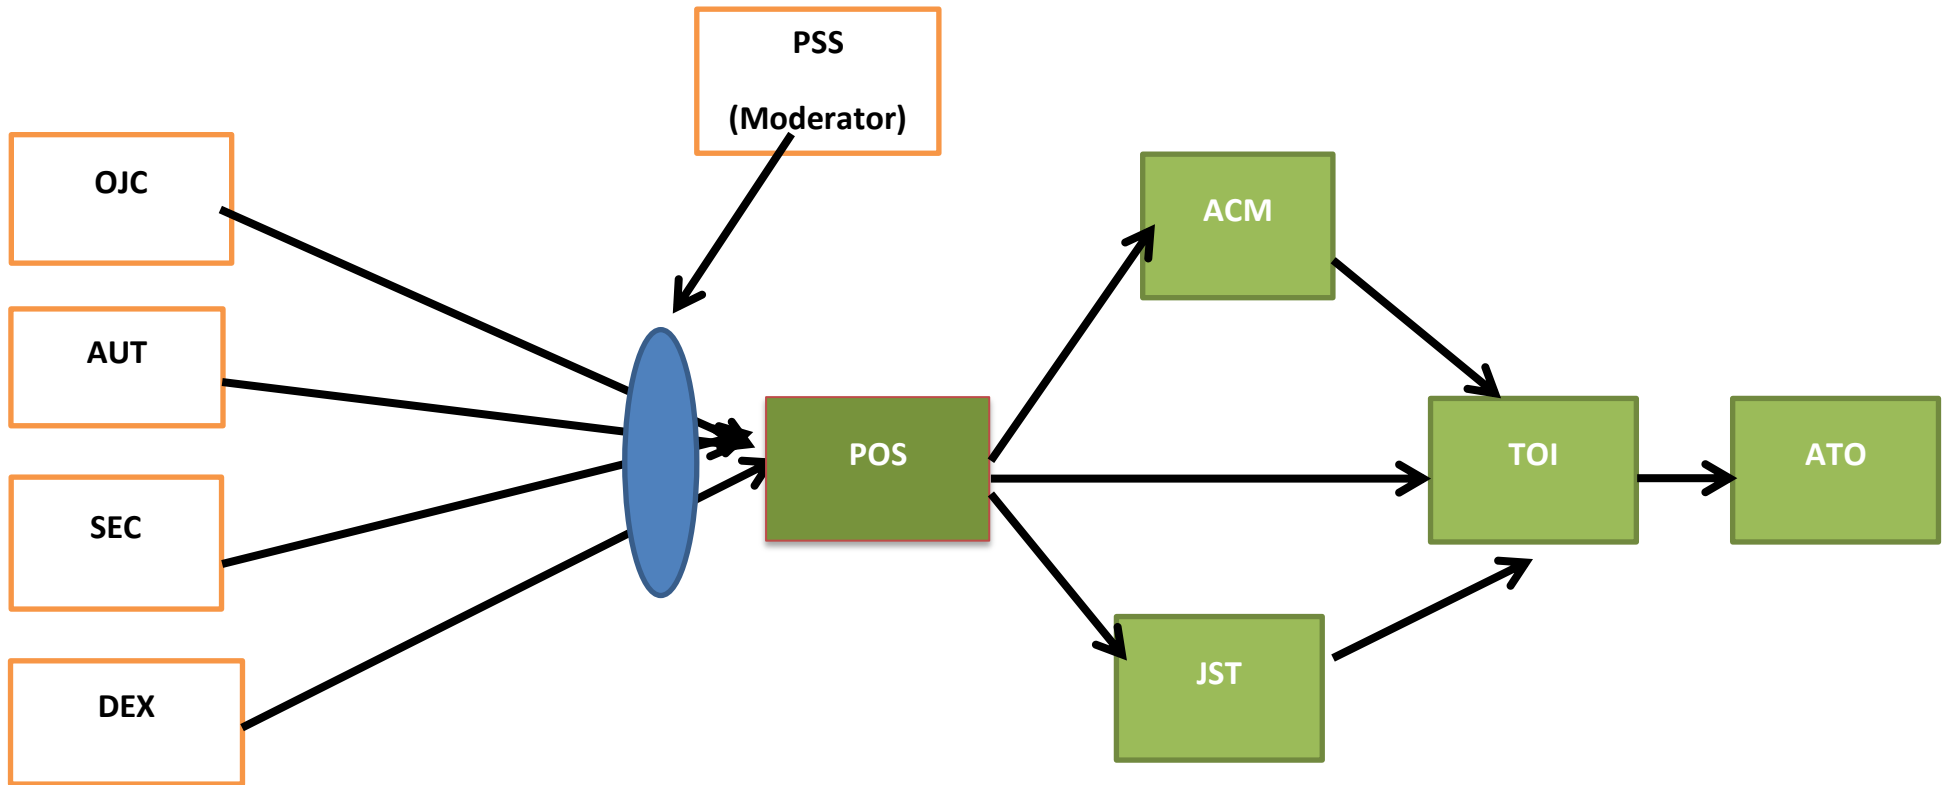 PSS
(Moderator)
OJC
ACM
AUT
POS
TOI
ATO
SEC
JST
DEX